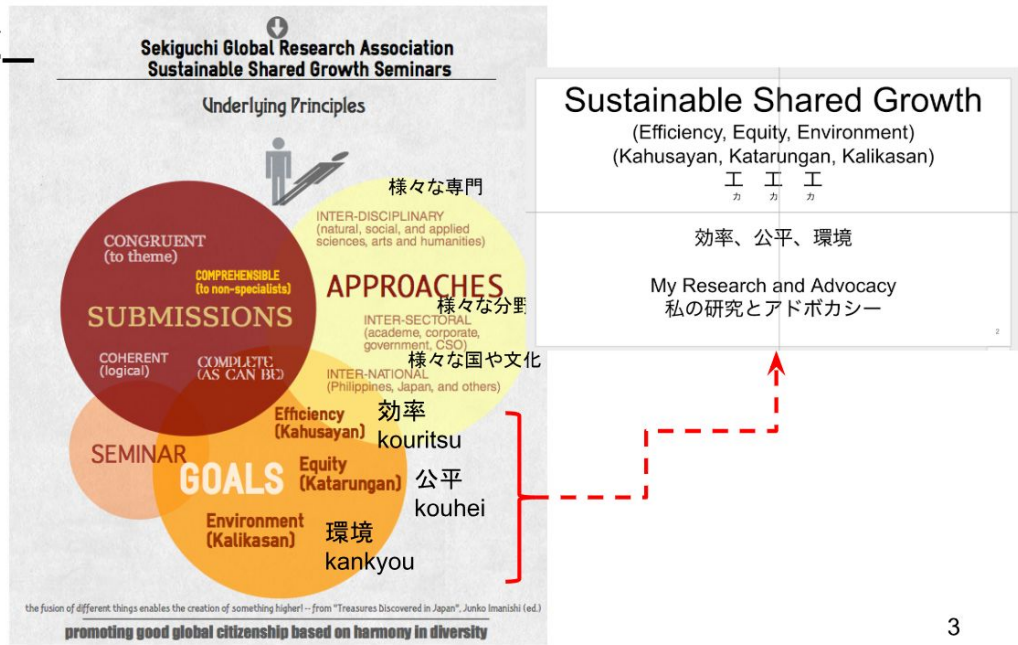 Sekiguchi Global Research Association
Sustainable Shared Growth Seminars
Underlying Principles
様々な専門
INTER-DISCIPLINARY
(natural, social, and applied
sciences, arts and humanities)
CONGRUENT
(to theme)
COMPREHENSIBLE
(to non-specialists)
APPROACHES
様々な分野
SUBMISSIONS
INTER-SECTORAL
(academe, corporate,
government, CSO)
様々な国や文化
COHERENT
(logical)
COMPLETE
(AS CAN BE)
INTER-NATIONAL
(Philippines, Japan, and others)
Efficiency
(Kahusayan)
効率
kouritsu
SEMINAR
GOALS
Equity
(Katarungan)
公平
kouhei
Environment
(Kalikasan)
環境
kankyou
the fusion of different things enables the creation of something higher! -- from "Treasures Discovered in Japan", Junko Imanishi (ed.)
promoting good global citizenship based on harmony in diversity
Sustainable Shared Growth
(Efficiency, Equity, Environment)
(Kahusayan, Katarungan, Kalikasan)
エ エ エ
カ カ カ
効率、公平、環境
My Research and Advocacy
私の研究とアドボカシー
2
3